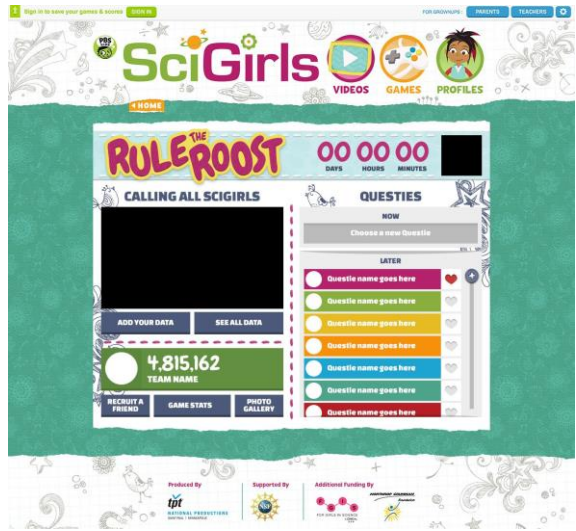 Sign in to save your games & scores SIGN IN
FOR GROWNUPS: PARENTS TEACHERS
PBS KIDS GO!
SciGirls
VIDEOS GAMES PROFILES
HOME
RULE THE ROOST
00 00 00
DAYS HOURS MINUTES
CALLING ALL SCIGIRLS
QUESTIES
NOW
Choose a new Questie
LATER
Questie name goes here
Questie name goes here
Questie name goes here
Questie name goes here
Questie name goes here
Questie name goes here
Questie name goes here
ADD YOUR DATA SEE ALL DATA
4,815,162
TEAM NAME
RECRUIT A FRIEND
GAME STATS
PHOTO GALLERY
Produced By
tpt
NATIONAL PRODUCTIONS
Supported By
NSF
Additional Funding By